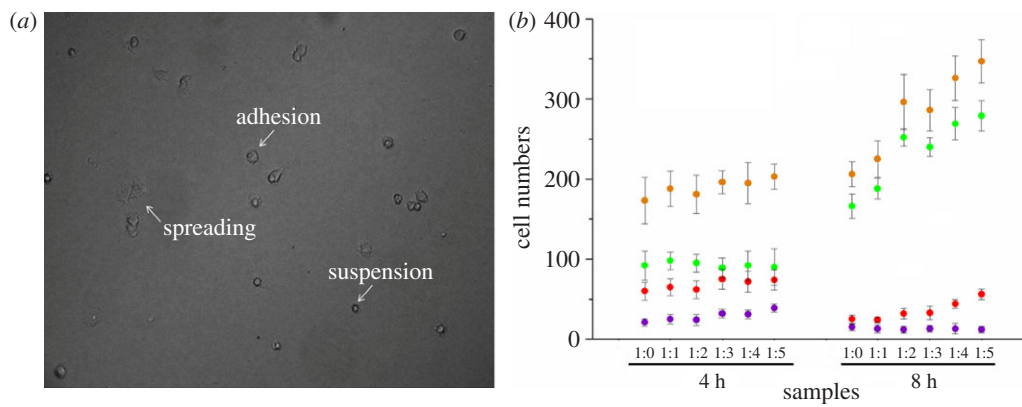 (a)
adhesion
spreading
suspension
(b)
400
300
200
100
0
cell numbers
1:0 1:1 1:2 1:3 1:4 1:5 1:0 1:1 1:2 1:3 1:4 1:5
4 h 8 h
samples